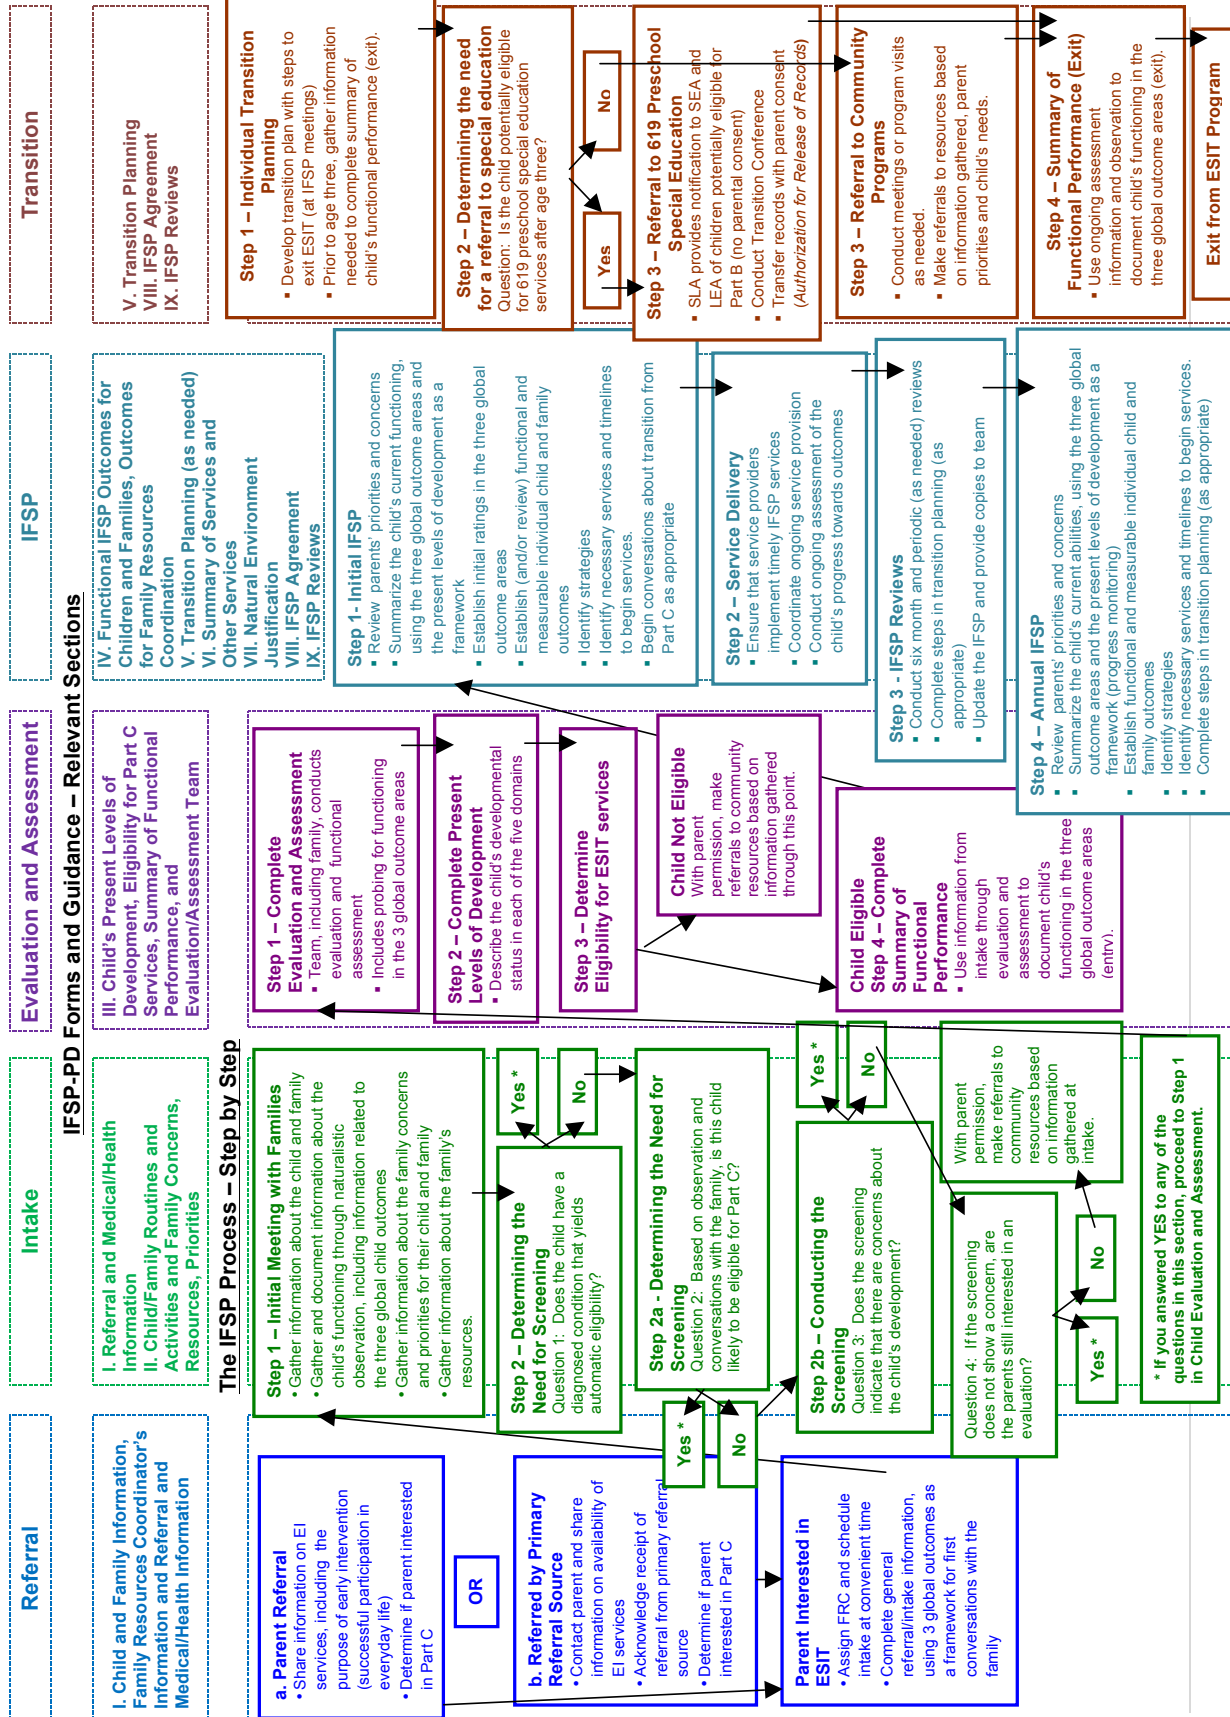 Referral
Intake
Evaluation and Assessment
IFSP
Transition
IFSP-PD Forms and Guidance – Relevant Sections
I. Child and Family Information,
Family Resources Coordinator's
Information and Referral and
Medical/Health Information
I. Referral and Medical/Health
Information
II. Child/Family Routines and
Activities and Family Concerns,
Resources, Priorities
III. Child's Present Levels of
Development, Eligibility for Part C
Services, Summary of Functional
Performance, and
Evaluation/Assessment Team
IV. Functional IFSP Outcomes for
Children and Families, Outcomes
for Family Resources
Coordination
V. Transition Planning (as needed)
VI. Summary of Services and
Other Services
VII. Natural Environment
Justification
VIII. IFSP Agreement
IX. IFSP Reviews
V. Transition Planning
VIII. IFSP Agreement
IX. IFSP Reviews
The IFSP Process – Step by Step
a. Parent Referral
• Share information on EI
services, including the
purpose of early intervention
(successful participation in
everyday life)
• Determine if parent interested
in Part C
OR
b. Referred by Primary
Referral Source
• Contact parent and share
information on availability of
EI services
• Acknowledge receipt of
referral from primary referral
source
• Determine if parent
interested in Part C
Parent Interested in
ESIT
• Assign FRC and schedule
intake at convenient time
• Complete general
referral/intake information,
using 3 global outcomes as
a framework for first
conversations with the
family
Step 1 – Initial Meeting with Families
• Gather information about the child and family
• Gather and document information about the
child's functioning through naturalistic
observation, including information related to
the three global child outcomes
• Gather information about the family concerns
and priorities for their child and family
• Gather information about the family's
resources.
Step 2 – Determining the
Need for Screening
Question 1: Does the child have a
diagnosed condition that yields
automatic eligibility?
Yes *
No
Step 2a - Determining the Need for
Screening
Question 2: Based on observation and
conversations with the family, is this child
likely to be eligible for Part C?
Yes *
No
Step 2b – Conducting the
Screening
Question 3: Does the screening
indicate that there are concerns about
the child's development?
Yes *
No
Question 4: If the screening
does not show a concern, are
the parents still interested in an
evaluation?
Yes *
No
With parent
permission,
make referrals to
community
resources based
on information
gathered at
intake.
* If you answered YES to any of the
questions in this section, proceed to Step 1
in Child Evaluation and Assessment.
Step 1 – Complete
Evaluation and Assessment
▪ Team, including family, conducts
evaluation and functional
assessment
▪ Includes probing for functioning
in the 3 global outcome areas
Step 2 – Complete Present
Levels of Development
▪ Describe the child's developmental
status in each of the five domains
Step 3 – Determine
Eligibility for ESIT services
Child Not Eligible
With parent
permission, make
referrals to community
resources based on
information gathered
through this point.
Child Eligible
Step 4 – Complete
Summary of
Functional
Performance
▪ Use information from
intake through
evaluation and
assessment to
document child's
functioning in the three
global outcome areas
(entry).
Step 1- Initial IFSP
▪ Review parents' priorities and concerns
▪ Summarize the child's current functioning,
using the three global outcome areas and
the present levels of development as a
framework
▪ Establish initial ratings in the three global
outcome areas
▪ Establish (and/or review) functional and
measurable individual child and family
outcomes
▪ Identify strategies
▪ Identify necessary services and timelines
to begin services.
▪ Begin conversations about transition from
Part C as appropriate
Step 2 – Service Delivery
▪ Ensure that service providers
implement timely IFSP services
▪ Coordinate ongoing service provision
▪ Conduct ongoing assessment of the
child's progress towards outcomes
Step 3 - IFSP Reviews
▪ Conduct six month and periodic (as needed) reviews
▪ Complete steps in transition planning (as
appropriate)
▪ Update the IFSP and provide copies to team
Step 4 – Annual IFSP
▪ Review parents' priorities and concerns
▪ Summarize the child's current abilities, using the three global
outcome areas and the present levels of development as a
framework (progress monitoring)
▪ Establish functional and measurable individual child and
family outcomes
▪ Identify strategies
▪ Identify necessary services and timelines to begin services.
▪ Complete steps in transition planning (as appropriate)
Step 1 – Individual Transition
Planning
▪ Develop transition plan with steps to
exit ESIT (at IFSP meetings)
▪ Prior to age three, gather information
needed to complete summary of
child's functional performance (exit).
Step 2 – Determining the need
for a referral to special education
Question: Is the child potentially eligible
for 619 preschool special education
services after age three?
Yes
No
Step 3 – Referral to 619 Preschool
Special Education
▪ SLA provides notification to SEA and
LEA of children potentially eligible for
Part B (no parental consent)
▪ Conduct Transition Conference
▪ Transfer records with parent consent
(Authorization for Release of Records)
Step 3 – Referral to Community
Programs
▪ Conduct meetings or program visits
as needed.
▪ Make referrals to resources based
on information gathered, parent
priorities and child's needs.
Step 4 – Summary of
Functional Performance (Exit)
▪ Use ongoing assessment
information and observation to
document child's functioning in the
three global outcome areas (exit).
Exit from ESIT Program